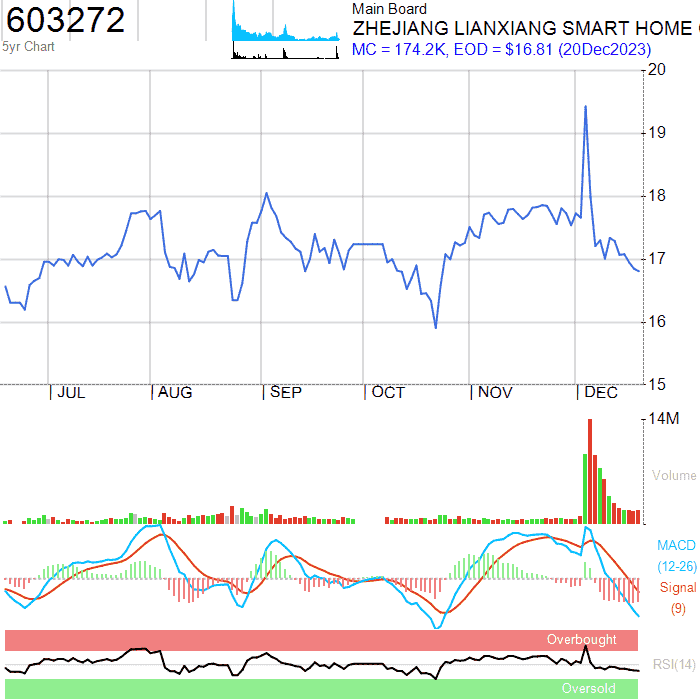 603272
5yr Chart
Main Board
ZHEJIANG LIANXIANG SMART HOME
MC = 174.2K, EOD = $16.81 (20Dec2023)
20
19
18
17
16
15
JUL AUG SEP OCT NOV DEC
14M
Volume
MACD
(12-26)
Signal
(9)
Overbought
RSI(14)
Oversold